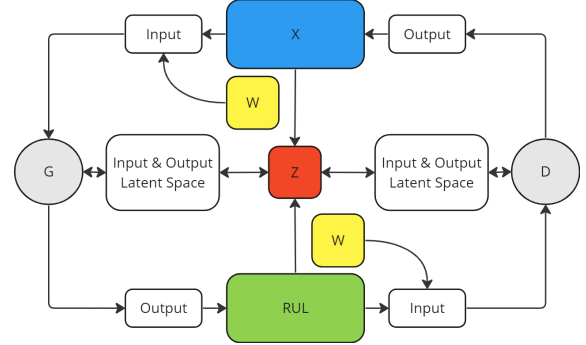 Input
X
Output
W
G
Input & Output
Latent Space
Z
Input & Output
Latent Space
D
W
Output
RUL
Input